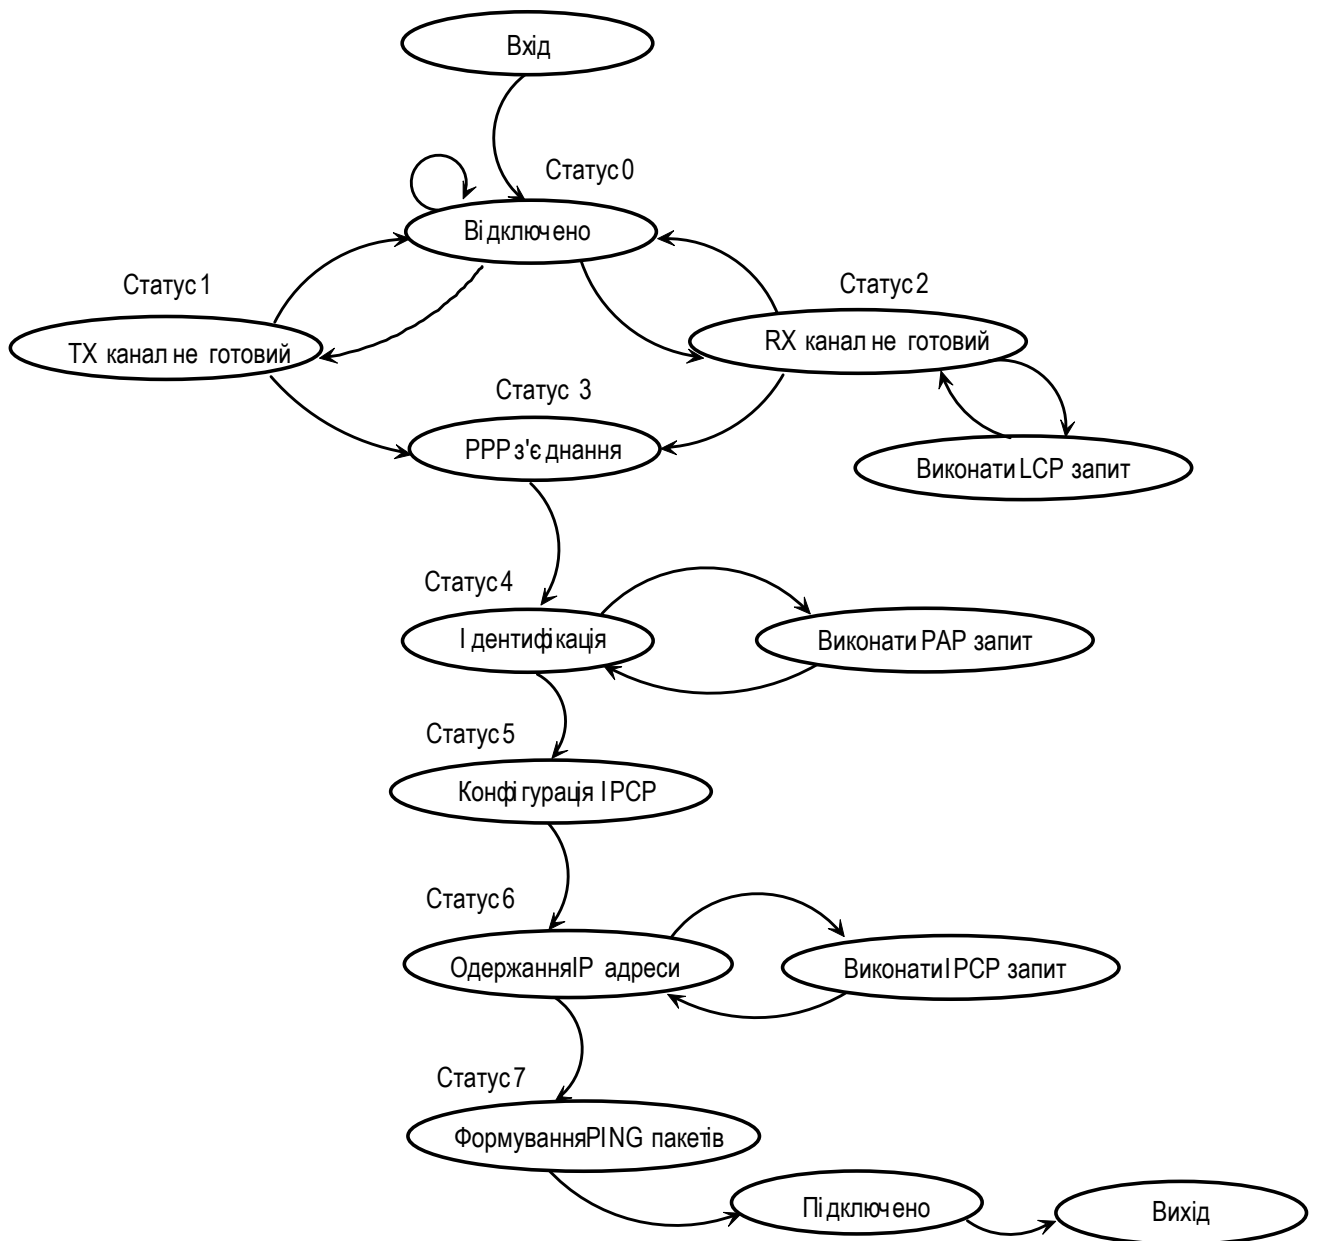 Вхід
Статус 0
Відключено
Статус 1
Статус 2
TX канал не готовий
RX канал не готовий
Статус 3
PPP з'єднання
Виконати LCP запит
Статус 4
Ідентифікація
Виконати PAP запит
Статус 5
Конфігурація IPCP
Статус 6
Одержання IP адреси
Виконати IPCP запит
Статус 7
Формування PING пакетів
Підключено
Вихід